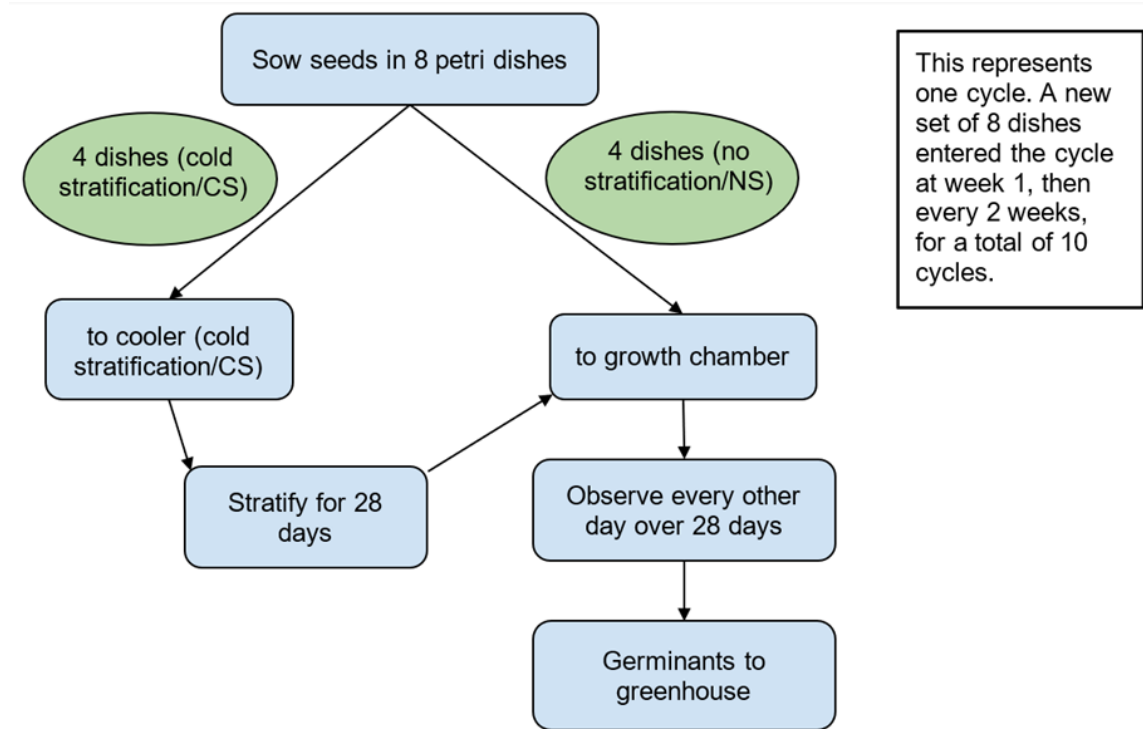 Sow seeds in 8 petri dishes
4 dishes (cold
stratification/CS)
4 dishes (no
stratification/NS)
to cooler (cold
stratification/CS)
to growth chamber
Stratify for 28
days
Observe every other
day over 28 days
Germinants to
greenhouse
This represents
one cycle. A new
set of 8 dishes
entered the cycle
at week 1, then
every 2 weeks,
for a total of 10
cycles.